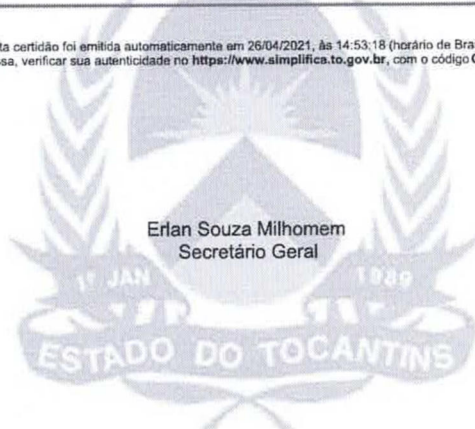 ta certidão foi emitida automaticamente em 26/04/2021, às 14:53:18 (horário de Bra
sa, verificar sua autenticidade no https://www.simplifica.to.gov.br, com o código
Erlan Souza Milhomem
Secretário Geral
1º JAN 1989
ESTADO DO TOCANTINS